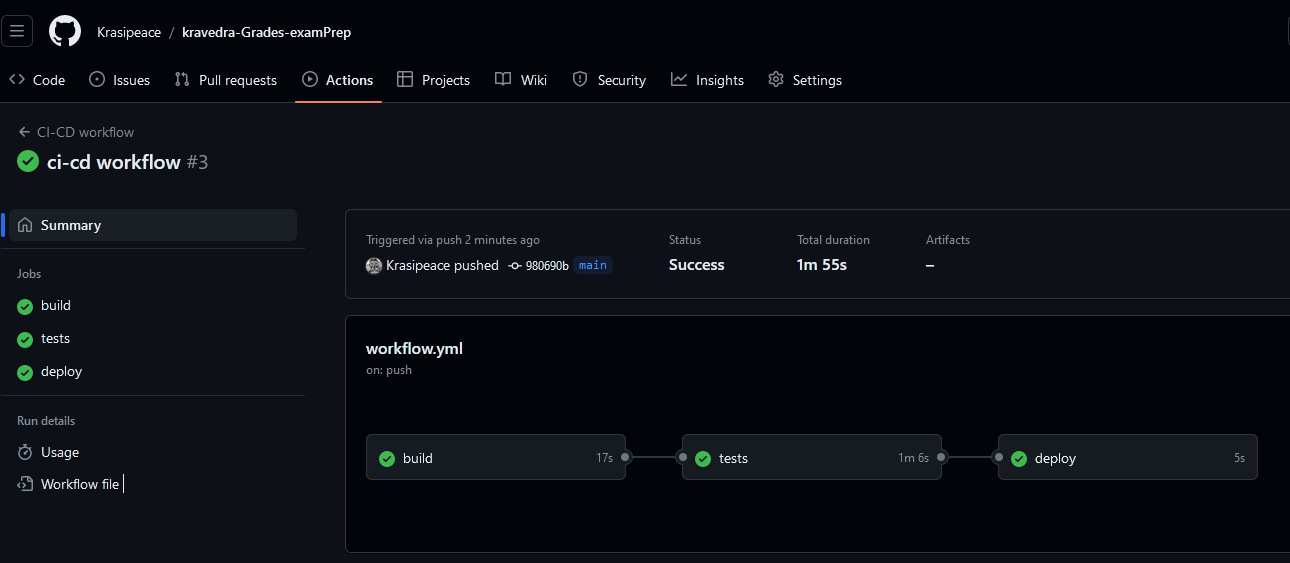 Krasipeace / kravedra-Grades-examPrep
Code Issues Pull requests Actions Projects Wiki Security Insights Settings
CI-CD workflow
ci-cd workflow #3
Summary
Jobs
build
tests
deploy
Run details
Usage
Workflow file
Triggered via push 2 minutes ago
Krasipeace pushed 980690b main
Status
Success
Total duration
1m 55s
Artifacts
–
workflow.yml
on: push
build 17s
tests 1m 6s
deploy 5s